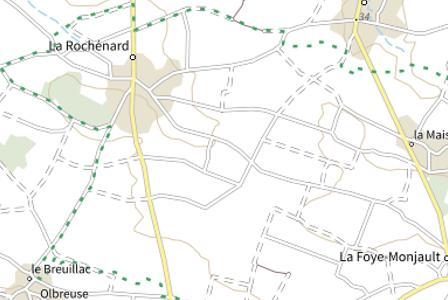 34
La Rochénard
la Mais
La Foye-Monjault
le Breuillac
Olbreuse